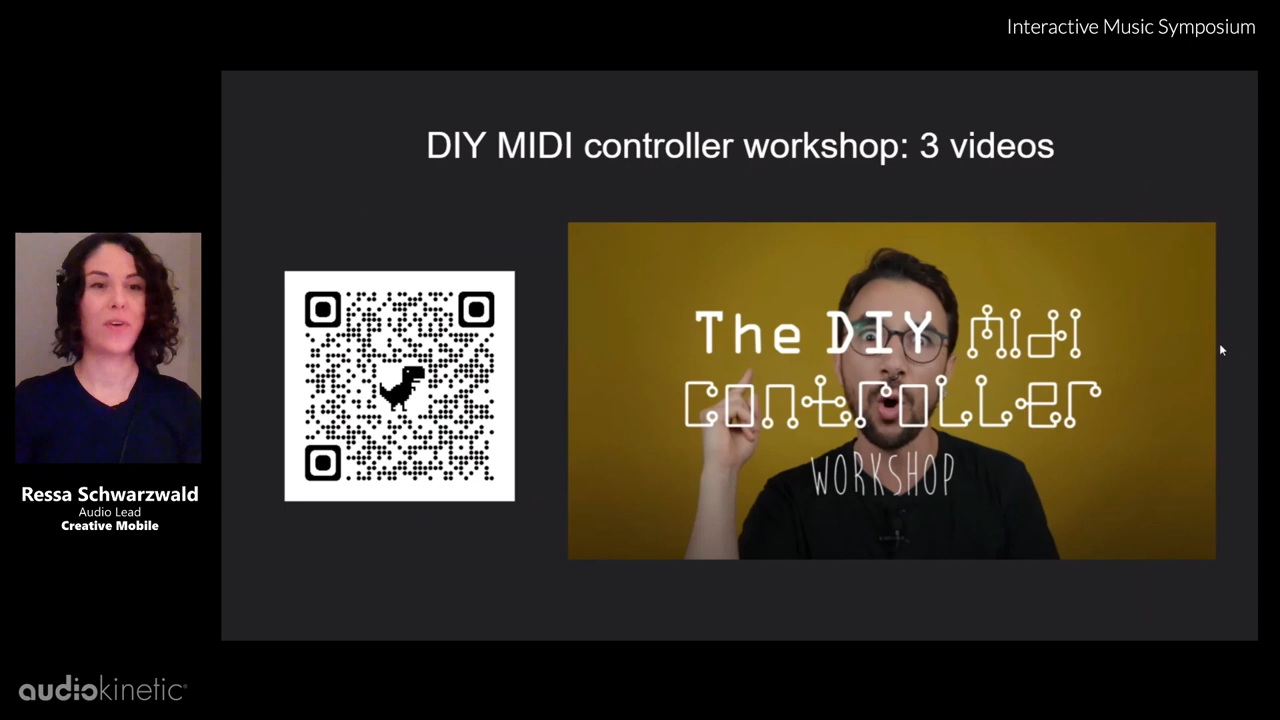 Interactive Music Symposium
DIY MIDI controller workshop: 3 videos
The DIY Midi
controller
WORKSHOP
Ressa Schwarzwald
Audio Lead
Creative Mobile
audiokinetic